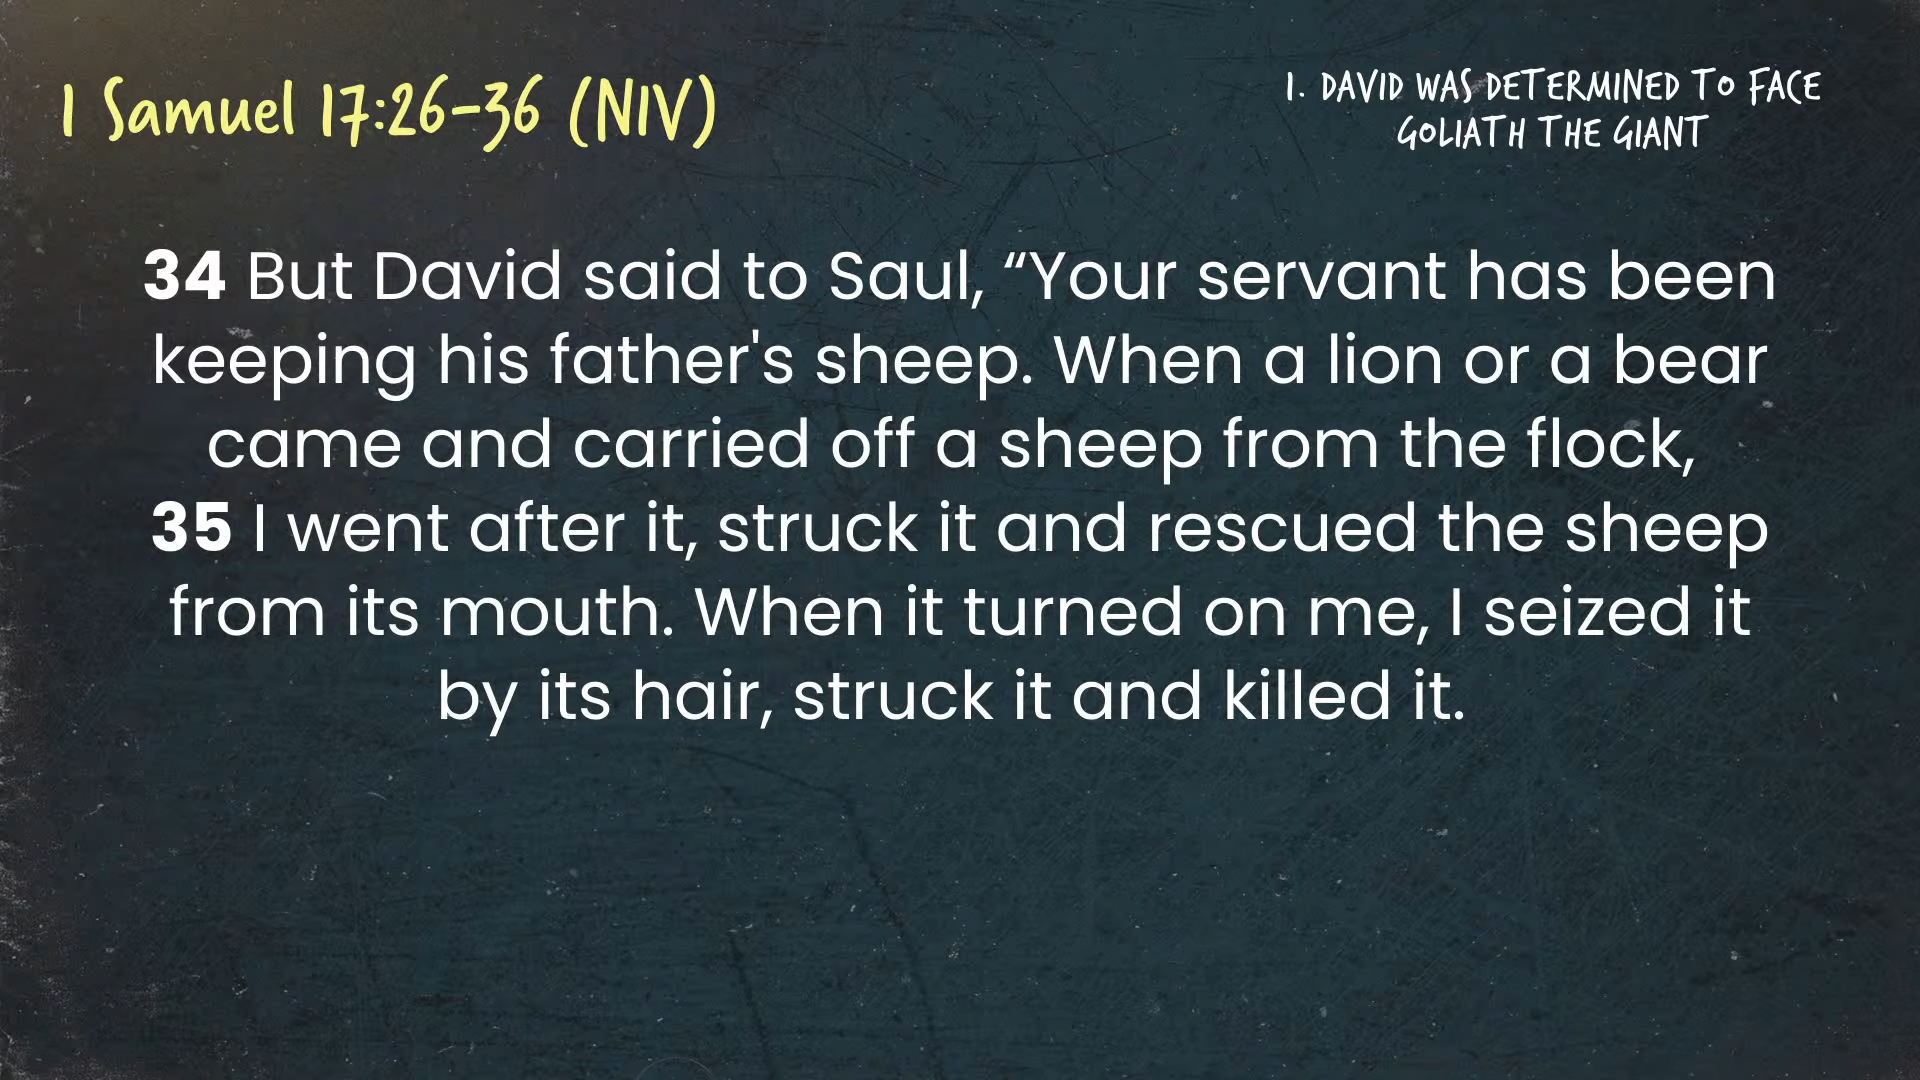 1 Samuel 17:26-36 (NIV)
1. DAVID WAS DETERMINED TO FACE
GOLIATH THE GIANT
34 But David said to Saul, “Your servant has been
keeping his father's sheep. When a lion or a bear
came and carried off a sheep from the flock,
35 I went after it, struck it and rescued the sheep
from its mouth. When it turned on me, I seized it
by its hair, struck it and killed it.